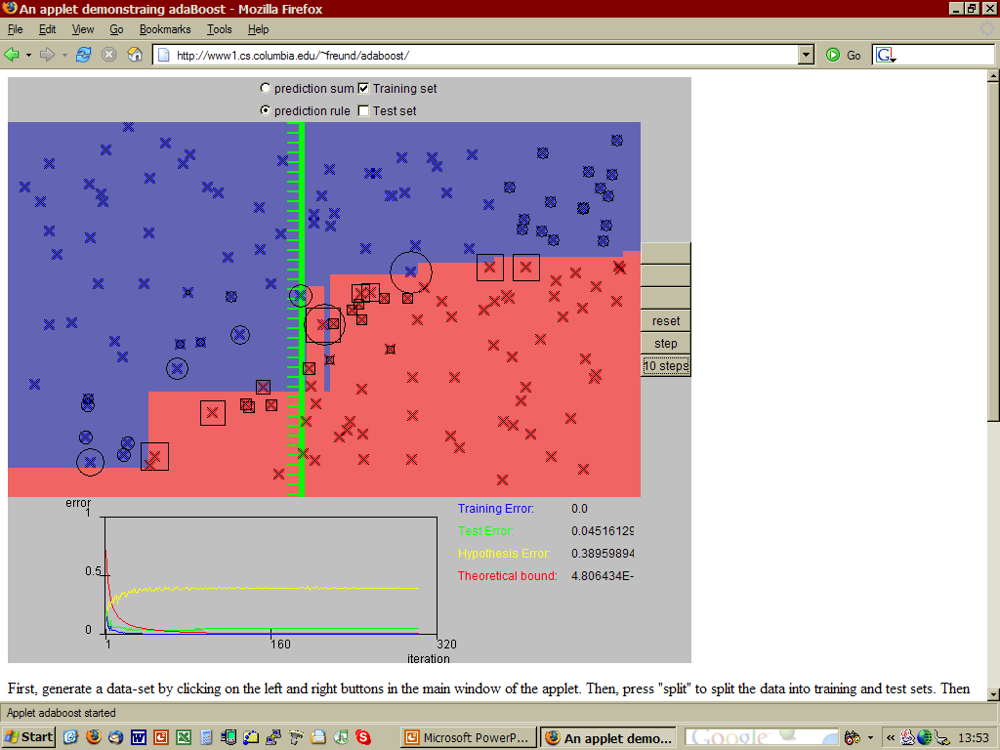 An applet demonstraing adaBoost - Mozilla Firefox
File Edit View Go Bookmarks Tools Help
http://www1.cs.columbia.edu/~freund/adaboost/ Go
prediction sum Training set
prediction rule Test set
reset
step
10 steps
error
1
0.5
0
1 160 320
iteration
Training Error: 0.0
Test Error: 0.04516129
Hypothesis Error: 0.38959894
Theoretical bound: 4.806434E-
First, generate a data-set by clicking on the left and right buttons in the main window of the applet. Then, press "split" to split the data into training and test sets. Then
Applet adaboost started
Start Microsoft PowerP... An applet demo... Google 13:53